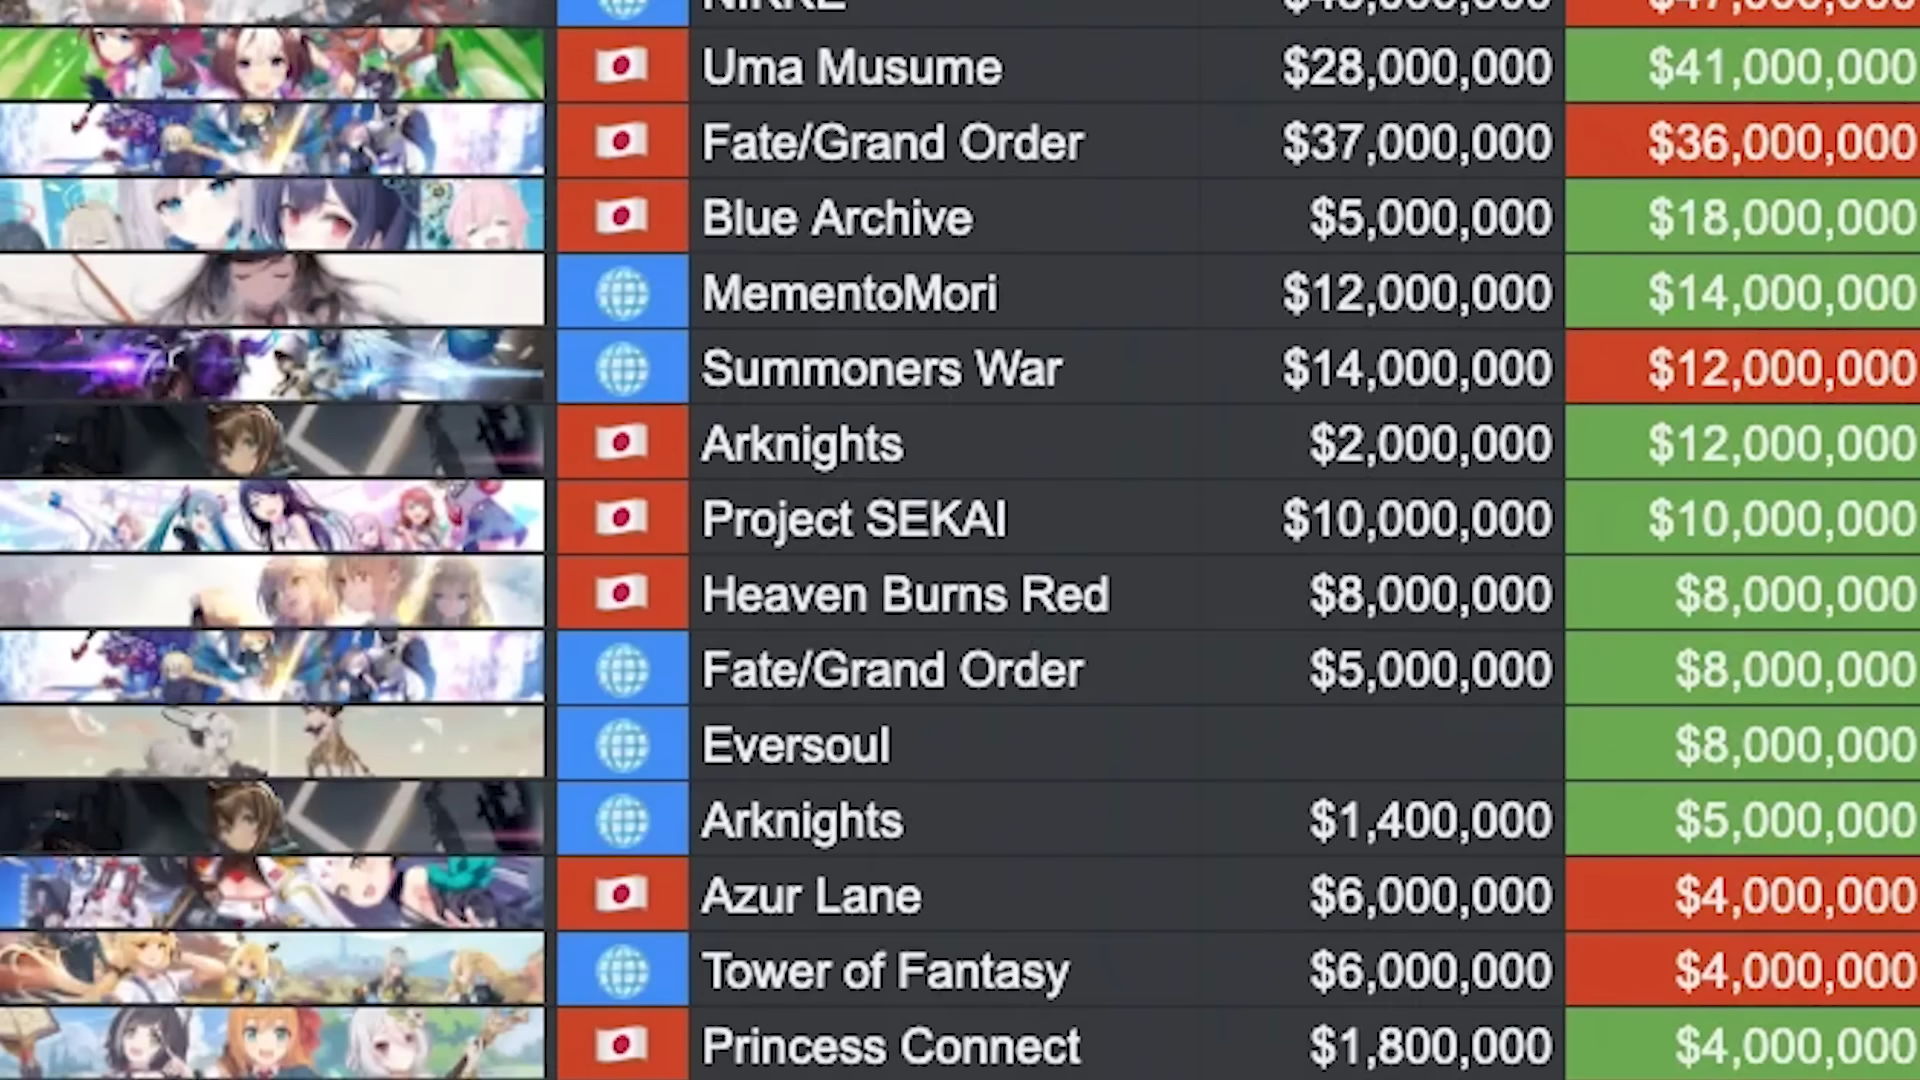 NIKKE
Uma Musume $28,000,000 $41,000,000
Fate/Grand Order $37,000,000 $36,000,000
Blue Archive $5,000,000 $18,000,000
MementoMori $12,000,000 $14,000,000
Summoners War $14,000,000 $12,000,000
Arknights $2,000,000 $12,000,000
Project SEKAI $10,000,000 $10,000,000
Heaven Burns Red $8,000,000 $8,000,000
Fate/Grand Order $5,000,000 $8,000,000
Eversoul $8,000,000
Arknights $1,400,000 $5,000,000
Azur Lane $6,000,000 $4,000,000
Tower of Fantasy $6,000,000 $4,000,000
Princess Connect $1,800,000 $4,000,000